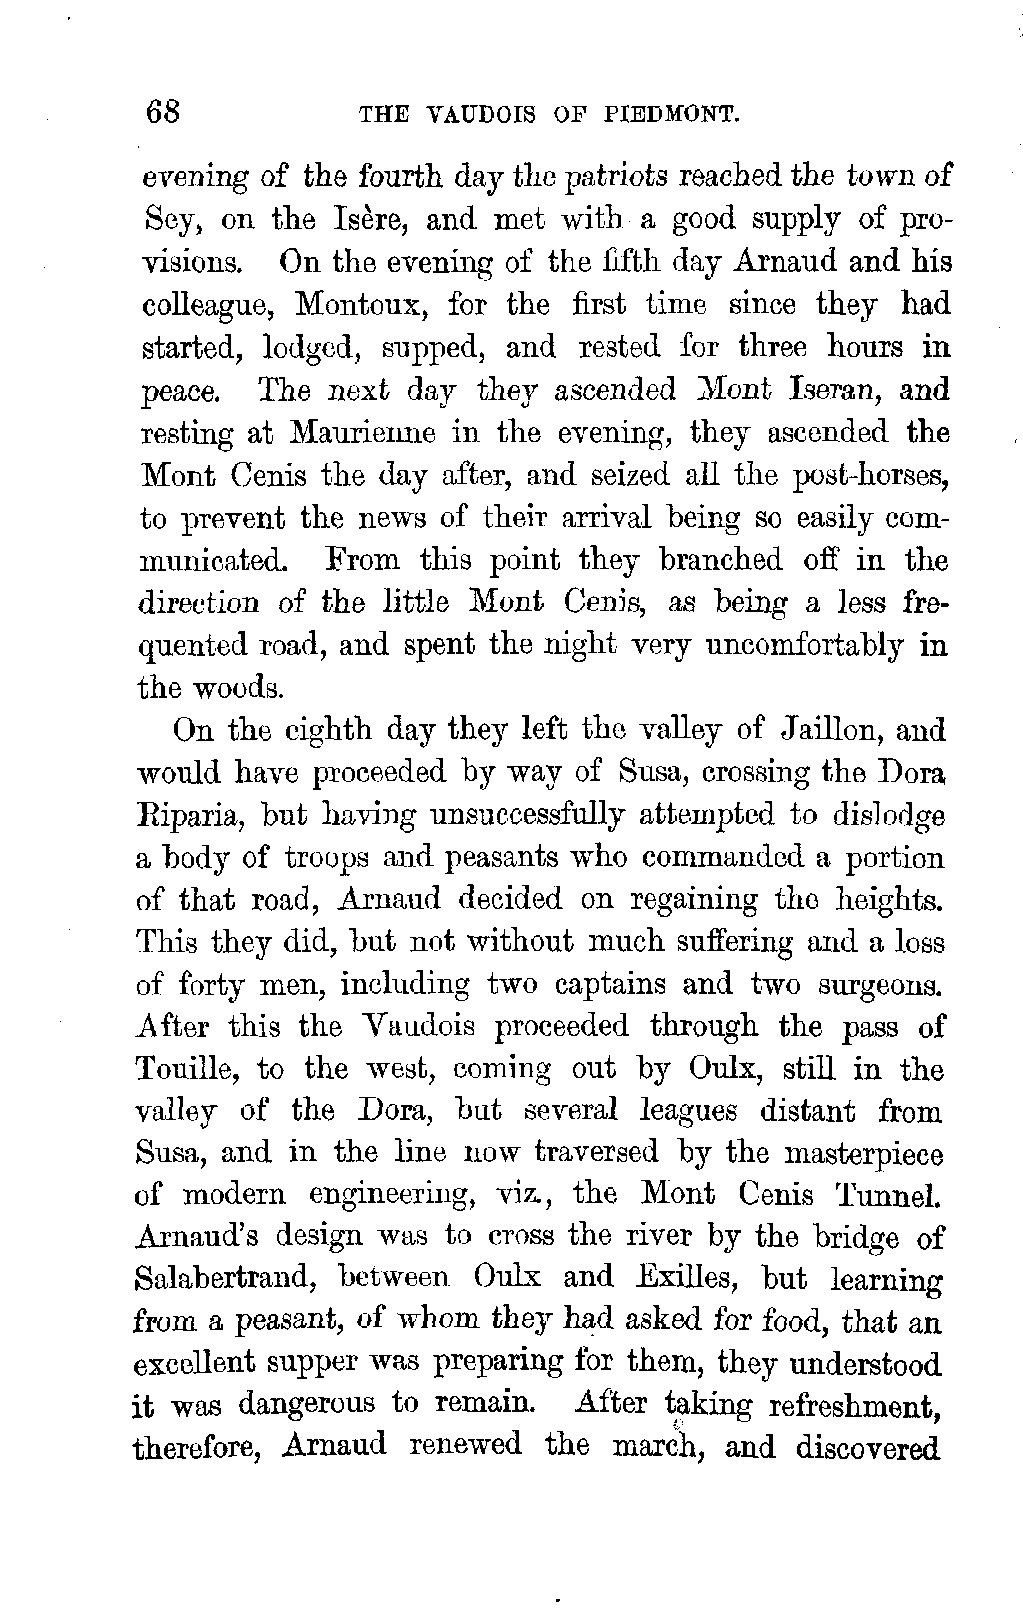 68 THE VAUDOIS OF PIEDMONT.
evening of the fourth day the patriots reached the town of
Scy, on the Isère, and met with a good supply of pro-
visions. On the evening of the fifth day Arnaud and his
colleague, Montoux, for the first time since they had
started, lodged, supped, and rested for three hours in
peace. The next day they ascended Mont Iseran, and
resting at Maurienne in the evening, they ascended the
Mont Cenis the day after, and seized all the post-horses,
to prevent the news of their arrival being so easily com-
municated. From this point they branched off in the
direction of the little Mont Cenis, as being a less fre-
quented road, and spent the night very uncomfortably in
the woods.
On the eighth day they left the valley of Jaillon, and
would have proceeded by way of Susa, crossing the Dora
Riparia, but having unsuccessfully attempted to dislodge
a body of troops and peasants who commanded a portion
of that road, Arnaud decided on regaining the heights.
This they did, but not without much suffering and a loss
of forty men, including two captains and two surgeons.
After this the Vaudois proceeded through the pass of
Touille, to the west, coming out by Oulx, still in the
valley of the Dora, but several leagues distant from
Susa, and in the line now traversed by the masterpiece
of modern engineering, viz., the Mont Cenis Tunnel.
Arnaud's design was to cross the river by the bridge of
Salabertrand, between Oulx and Exilles, but learning
from a peasant, of whom they had asked for food, that an
excellent supper was preparing for them, they understood
it was dangerous to remain. After taking refreshment,
therefore, Arnaud renewed the march, and discovered